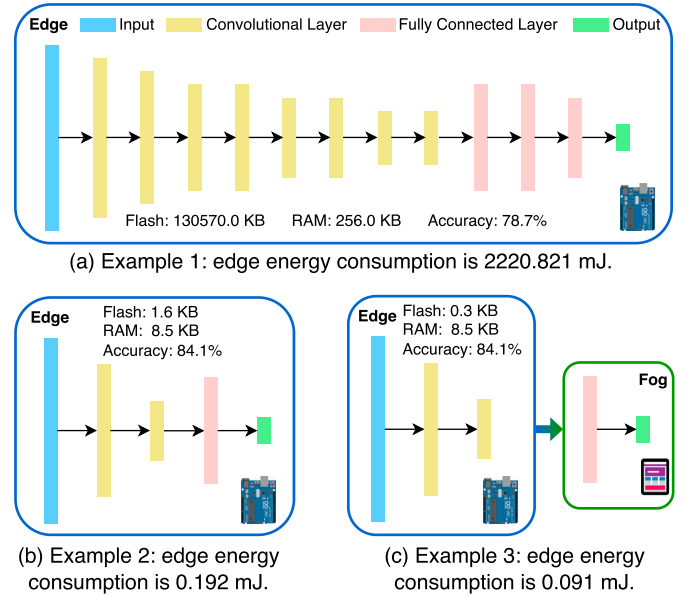 Edge Input Convolutional Layer Fully Connected Layer Output
Flash: 130570.0 KB RAM: 256.0 KB Accuracy: 78.7%
(a) Example 1: edge energy consumption is 2220.821 mJ.
Edge
Flash: 1.6 KB
RAM: 8.5 KB
Accuracy: 84.1%
(b) Example 2: edge energy
consumption is 0.192 mJ.
Edge
Flash: 0.3 KB
RAM: 8.5 KB
Accuracy: 84.1%
Fog
(c) Example 3: edge energy
consumption is 0.091 mJ.